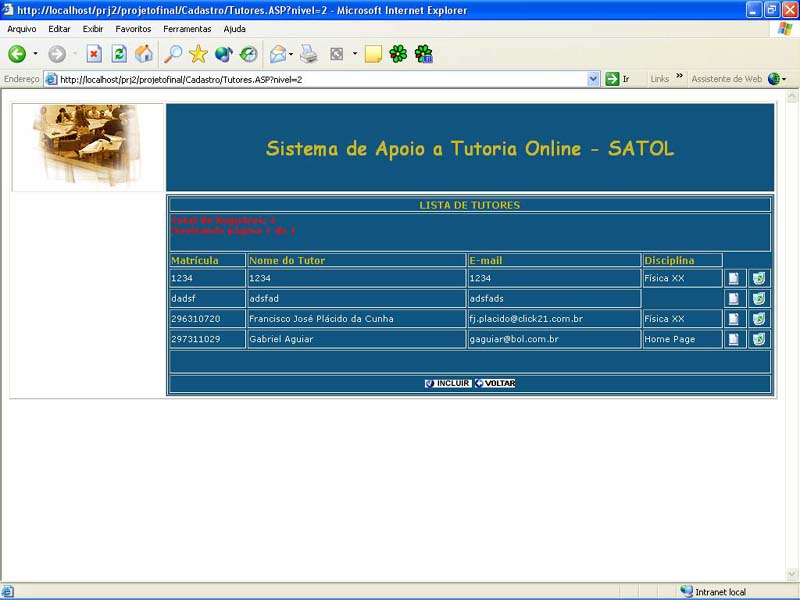 http://localhost/prj2/projetofinal/Cadastro/Tutores.ASP?nivel=2 - Microsoft Internet Explorer
Arquivo Editar Exibir Favoritos Ferramentas Ajuda
Endereço http://localhost/prj2/projetofinal/Cadastro/Tutores.ASP?nivel=2 Ir Links » Assistente de Web
Sistema de Apoio a Tutoria Online - SATOL
LISTA DE TUTORES
Total de Registros: 4
Mostrando página 1 de 1
Matrícula Nome do Tutor E-mail Disciplina
1234 1234 1234 Física XX
dadsf adsfad adsfads
296310720 Francisco José Plácido da Cunha fj.placido@click21.com.br Física XX
297311029 Gabriel Aguiar gaguiar@bol.com.br Home Page
INCLUIR VOLTAR
Intranet local